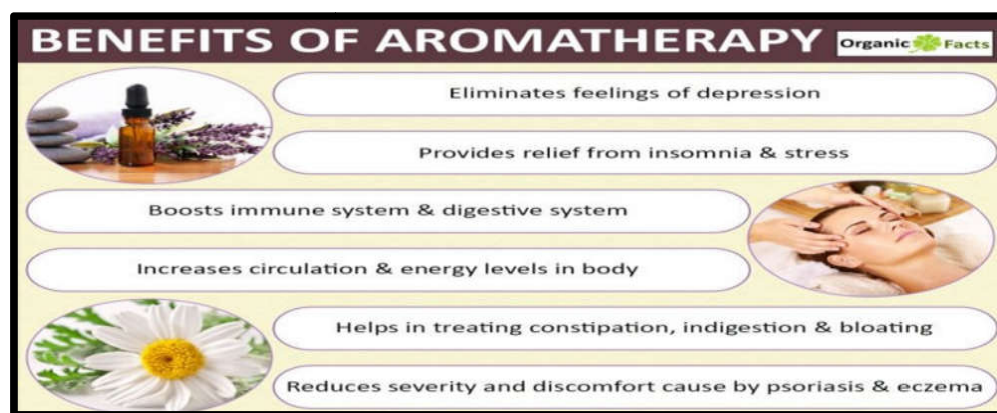 BENEFITS OF AROMATHERAPY
Organic Facts
Eliminates feelings of depression
Provides relief from insomnia & stress
Boosts immune system & digestive system
Increases circulation & energy levels in body
Helps in treating constipation, indigestion & bloating
Reduces severity and discomfort cause by psoriasis & eczema